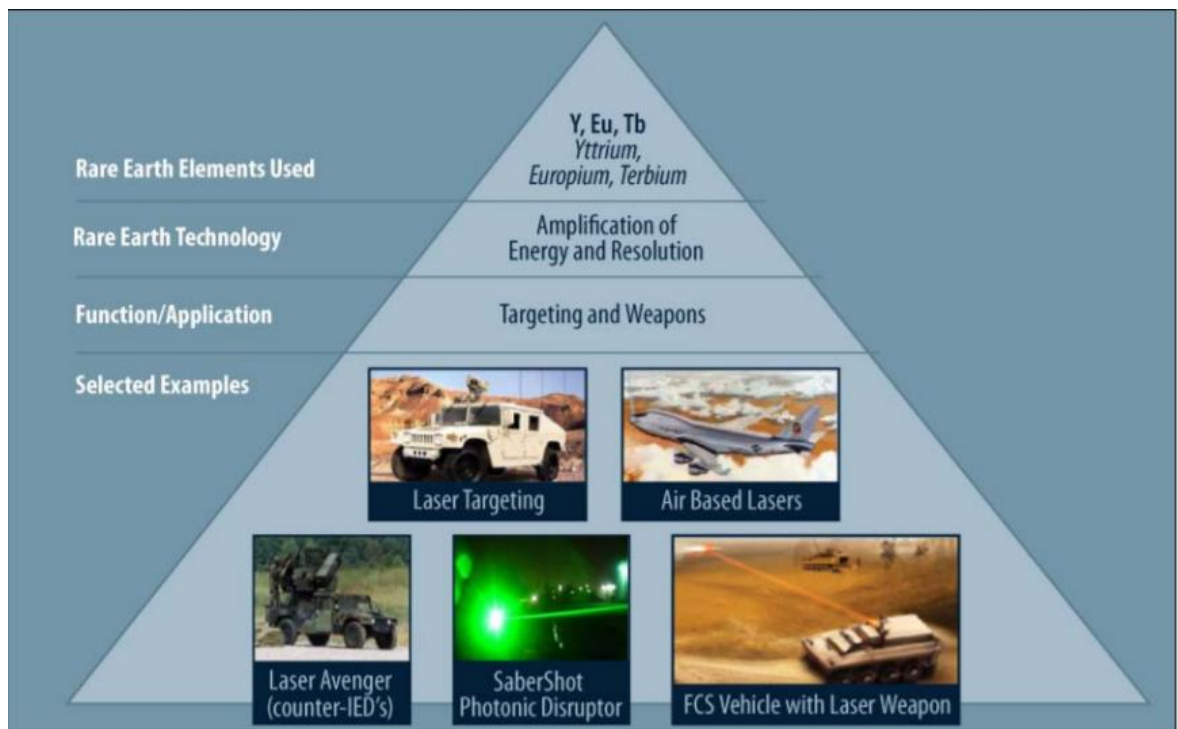 Y, Eu, Tb
Yttrium,
Europium, Terbium
Rare Earth Elements Used
Amplification of
Energy and Resolution
Rare Earth Technology
Function/Application
Targeting and Weapons
Selected Examples
Laser Targeting
Air Based Lasers
Laser Avenger
(counter-IED's)
SaberShot
Photonic Disruptor
FCS Vehicle with Laser Weapon